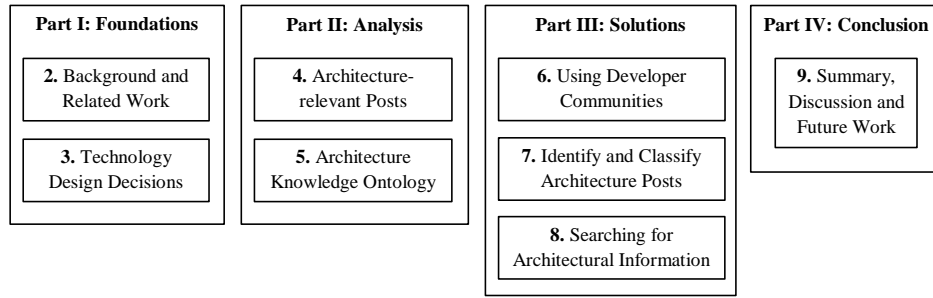 Part I: Foundations
2. Background and
Related Work
3. Technology
Design Decisions
Part II: Analysis
4. Architecture-
relevant Posts
5. Architecture
Knowledge Ontology
Part III: Solutions
6. Using Developer
Communities
7. Identify and Classify
Architecture Posts
8. Searching for
Architectural Information
Part IV: Conclusion
9. Summary,
Discussion and
Future Work